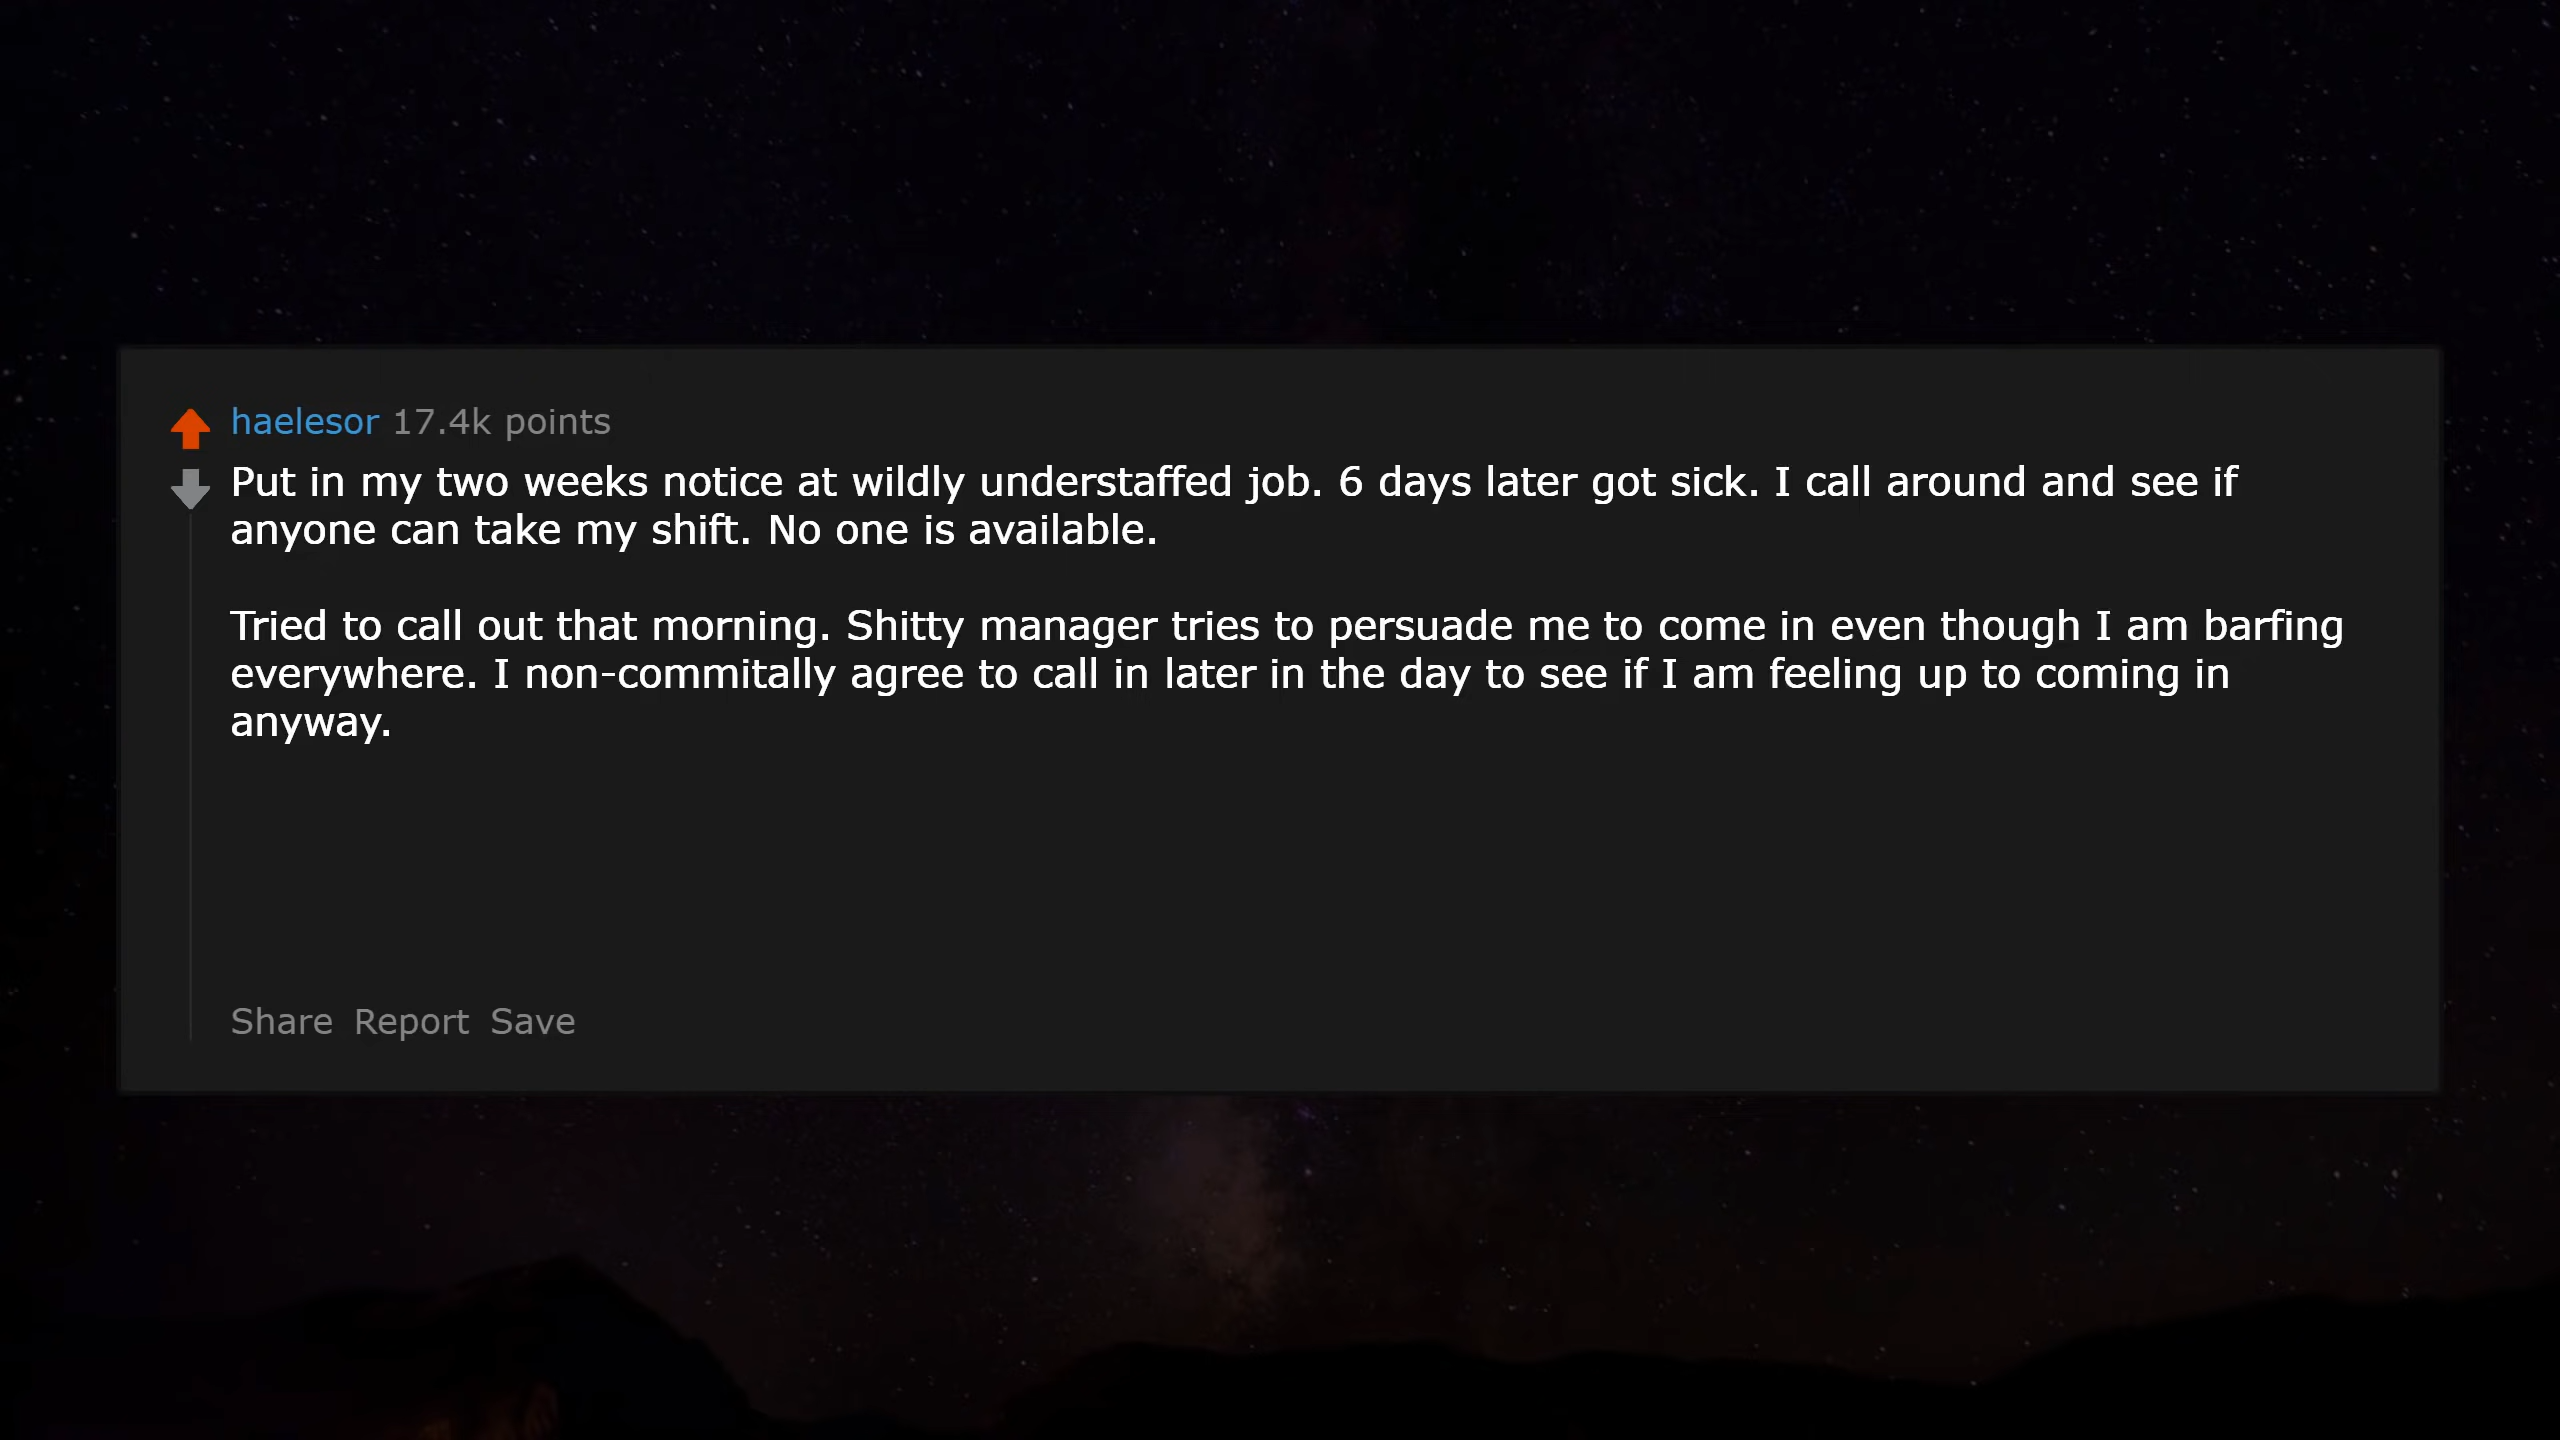 haelesor 17.4k points
Put in my two weeks notice at wildly understaffed job. 6 days later got sick. I call around and see if
anyone can take my shift. No one is available.
Tried to call out that morning. Shitty manager tries to persuade me to come in even though I am barfing
everywhere. I non-commitally agree to call in later in the day to see if I am feeling up to coming in
anyway.
Share Report Save